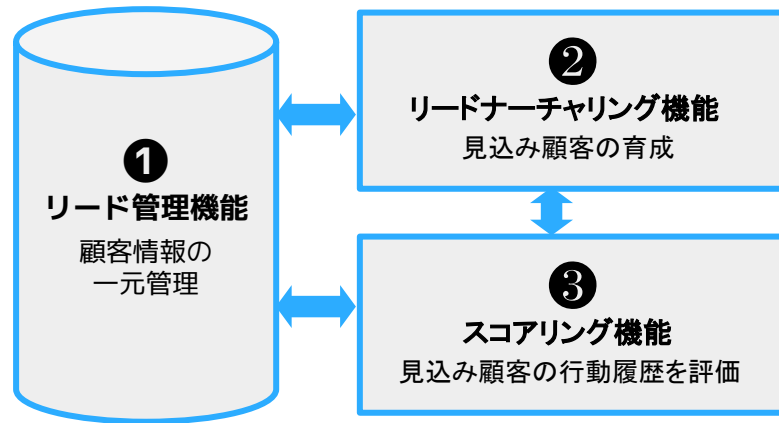 ❶
リード管理機能
顧客情報の
一元管理
❷
リードナーチャリング機能
見込み顧客の育成
❸
スコアリング機能
見込み顧客の行動履歴を評価